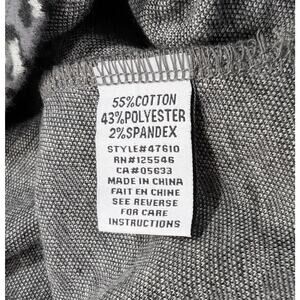 55%COTTON
43%POLYESTER
2%SPANDEX
STYLE#47610
RN#125546
CA#05633
MADE IN CHINA
FAIT EN CHINE
SEE REVERSE
FOR CARE
INSTRUCTIONS